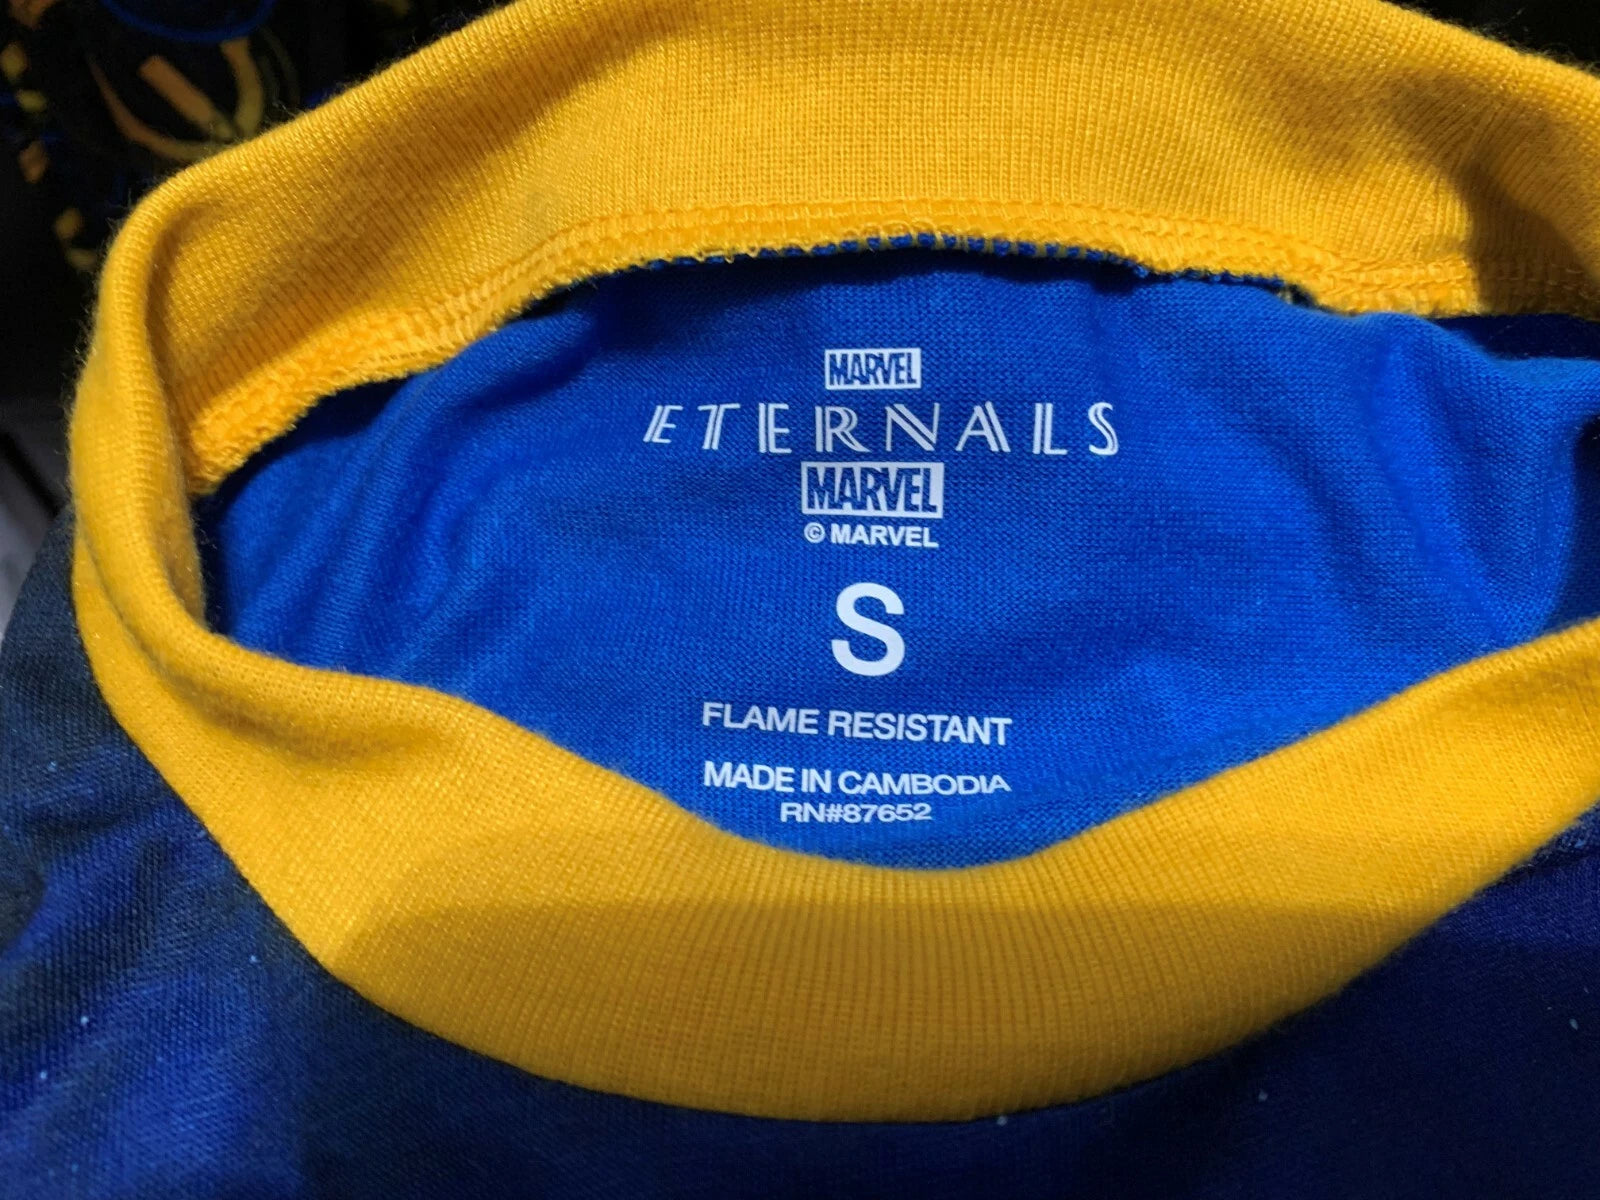 MARVEL
ETERNALS
MARVEL
© MARVEL
S
FLAME RESISTANT
MADE IN CAMBODIA
RN#87652